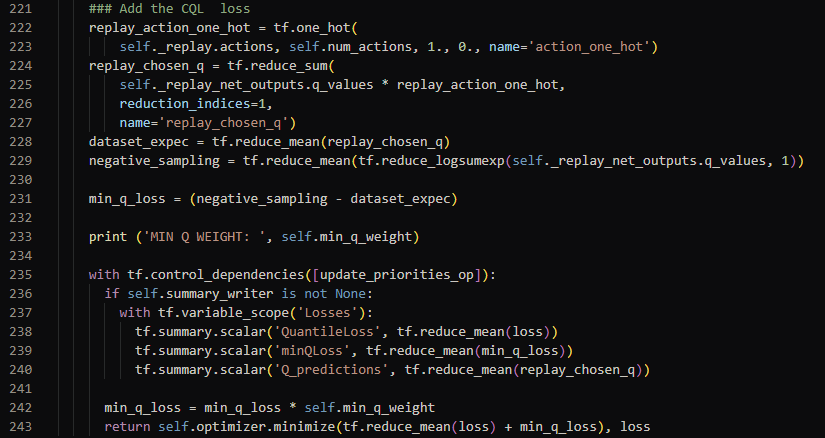 221 ### Add the CQL  loss
222 replay_action_one_hot = tf.one_hot(
223 self._replay.actions, self.num_actions, 1., 0., name='action_one_hot')
224 replay_chosen_q = tf.reduce_sum(
225 self._replay_net_outputs.q_values * replay_action_one_hot,
226 reduction_indices=1,
227 name='replay_chosen_q')
228 dataset_expec = tf.reduce_mean(replay_chosen_q)
229 negative_sampling = tf.reduce_mean(tf.reduce_logsumexp(self._replay_net_outputs.q_values, 1))
230
231 min_q_loss = (negative_sampling - dataset_expec)
232
233 print ('MIN Q WEIGHT: ', self.min_q_weight)
234
235 with tf.control_dependencies([update_priorities_op]):
236 if self.summary_writer is not None:
237 with tf.variable_scope('Losses'):
238 tf.summary.scalar('QuantileLoss', tf.reduce_mean(loss))
239 tf.summary.scalar('minQLoss', tf.reduce_mean(min_q_loss))
240 tf.summary.scalar('Q_predictions', tf.reduce_mean(replay_chosen_q))
241
242 min_q_loss = min_q_loss * self.min_q_weight
243 return self.optimizer.minimize(tf.reduce_mean(loss) + min_q_loss), loss